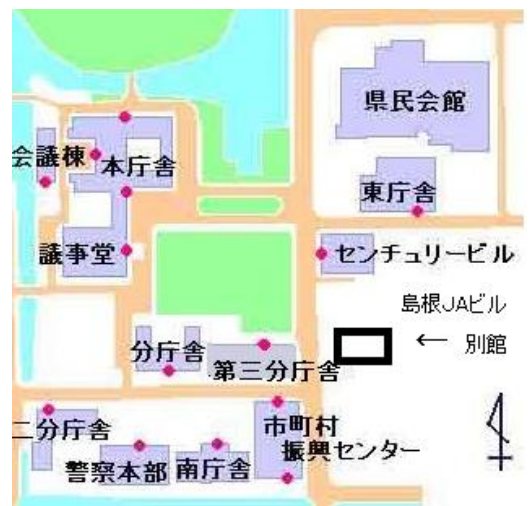 県民会館
会議棟
本庁舎
東庁舎
議事堂
センチュリービル
島根JAビル
← 別館
分庁舎
第三分庁舎
二分庁舎
市町村
振興センター
警察本部
南庁舎